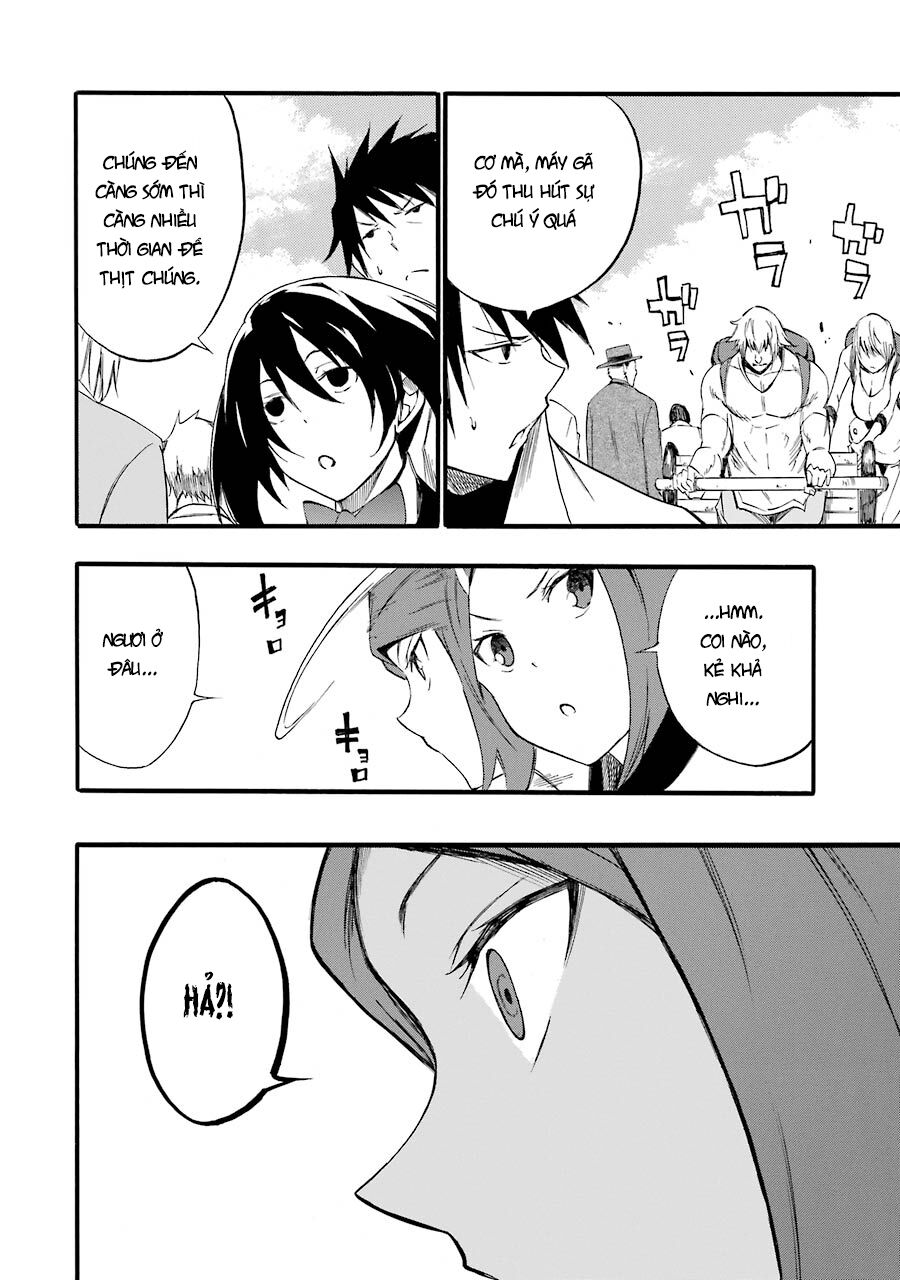 CƠ MÀ, MẤY GÃ
ĐÓ THU HÚT SỰ
CHÚ Ý QUÁ
ガラ
ガラ
ガラ
CHÚNG ĐẾN
CÀNG SỚM THÌ
CÀNG NHIỀU
THỜI GIAN ĐỂ
THỊT CHÚNG.
...HMM.
COI NÀO,
KẺ KHẢ
NGHI...
キョロ
キョロ
NGƯƠI Ở
ĐÂU...
HẢ?!